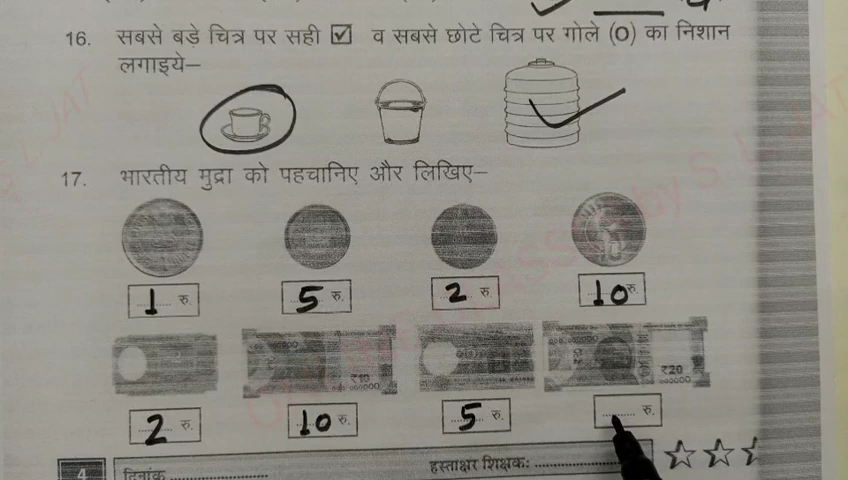 16. सबसे बड़े चित्र पर सही ☑ व सबसे छोटे चित्र पर गोले (O) का निशान
लगाइये–
17. भारतीय मुद्रा को पहचानिए और लिखिए–
1 रु. 5 रु. 2 रु. 10 रु.
₹10 ₹20
2 रु. 10 रु. 5 रु. ......... रु.
4 दिनांक ........................ हस्ताक्षर शिक्षक: ........................